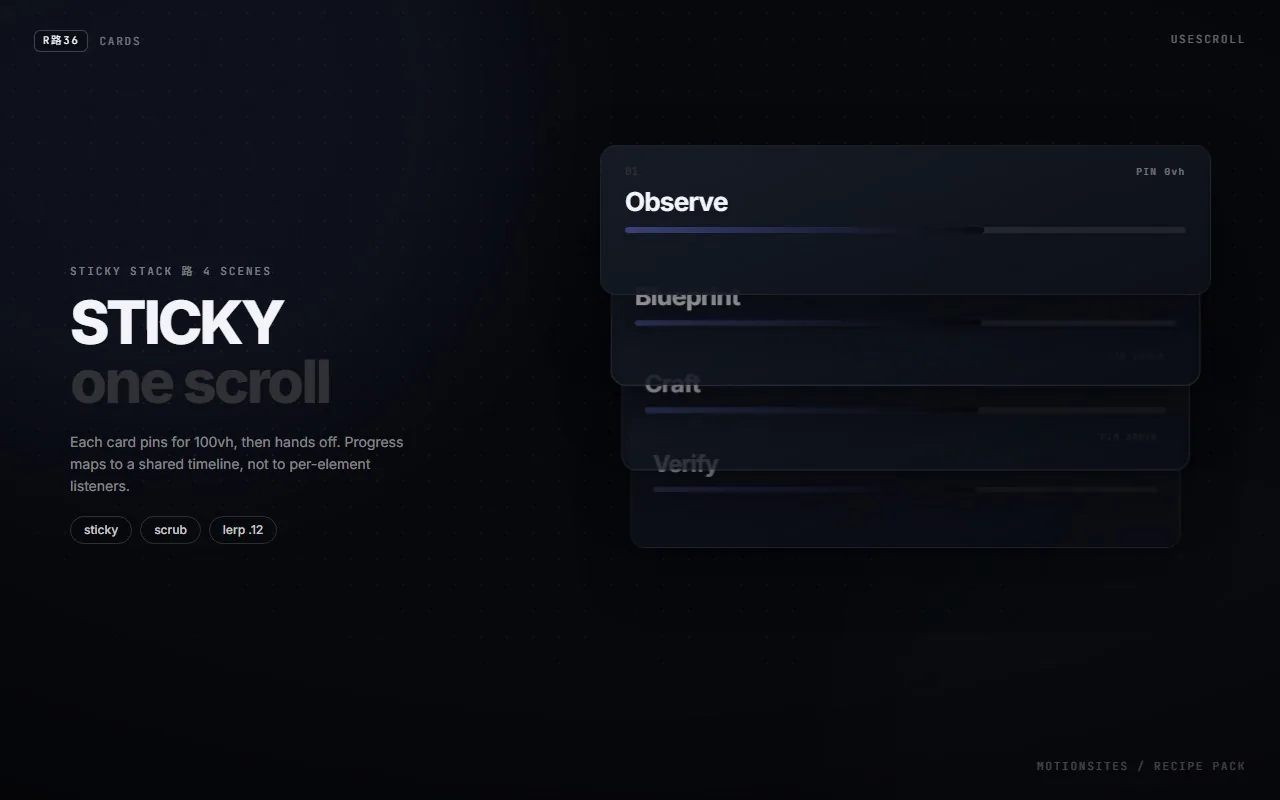 R路36 CARDS
USESCROLL
STICKY STACK 路 4 SCENES
STICKY
one scroll
Each card pins for 100vh, then hands off. Progress
maps to a shared timeline, not to per-element
listeners.
sticky scrub lerp .12
01
PIN 0vh
Observe
Blueprint
Craft
Verify
MOTIONSITES / RECIPE PACK